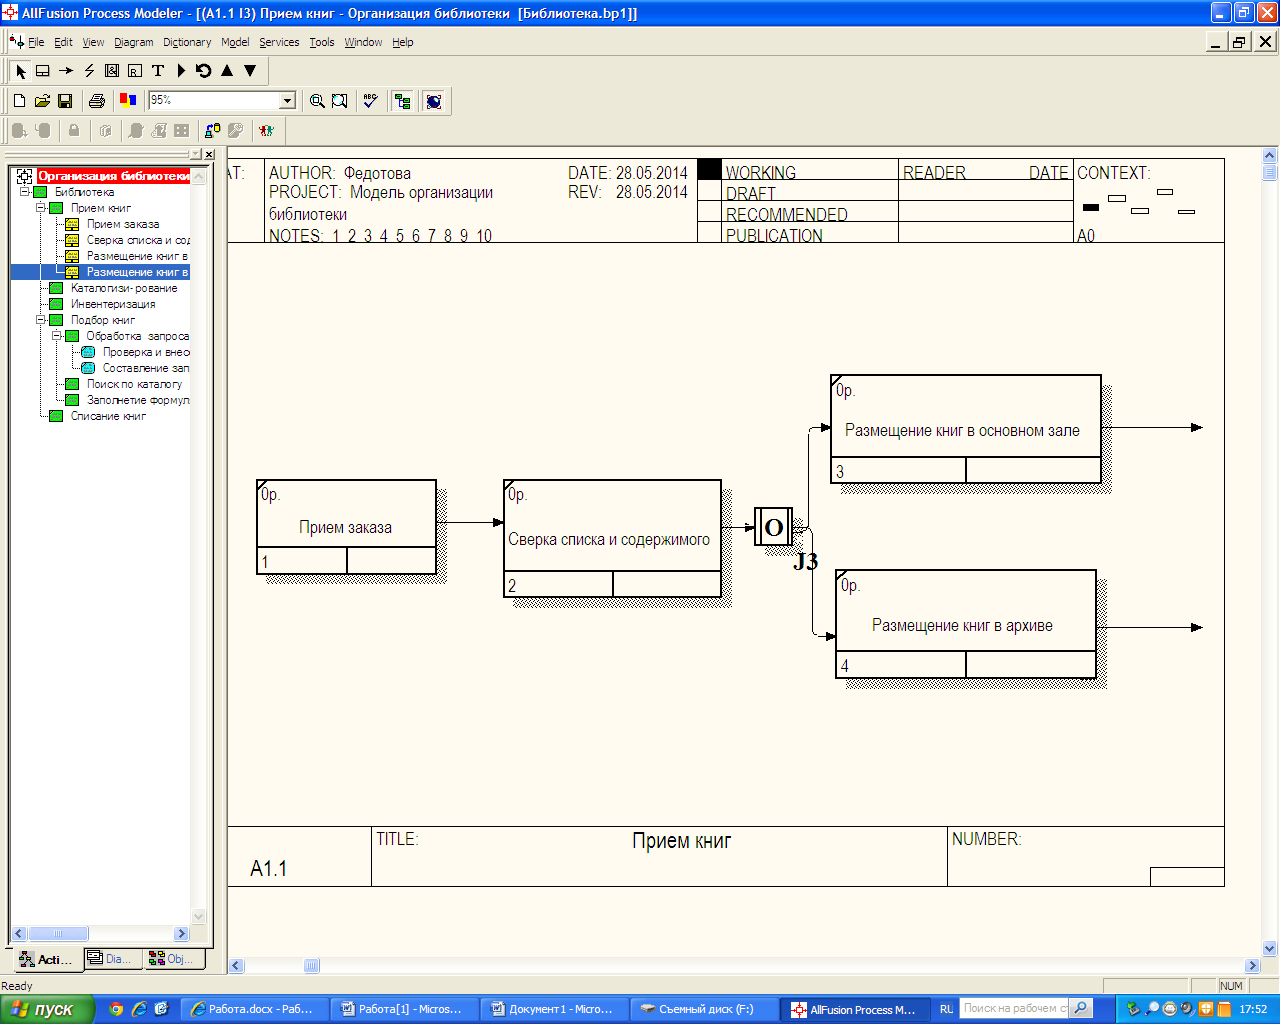 AllFusion Process Modeler - [(A1.1 I3) Прием книг - Организация библиотеки [Библиотека.bp1]]
File Edit View Diagram Dictionary Model Services Tools Window Help
95%
Организация библиотеки
Библиотека
Прием книг
Прием заказа
Сверка списка и сод
Размещение книг в
Размещение книг в
Каталогизи- рование
Инвентеризация
Подбор книг
Обработка запроса
Проверка и внес
Составление зап
Поиск по каталогу
Заполнетие формул
Списание книг
Acti... Dia... Obj...
AT:
AUTHOR: Федотова
DATE: 28.05.2014
PROJECT: Модель организации
библиотеки
REV: 28.05.2014
NOTES: 1 2 3 4 5 6 7 8 9 10
WORKING
DRAFT
RECOMMENDED
PUBLICATION
READER DATE
CONTEXT:
A0
0р.
Размещение книг в основном зале
3
0р.
Прием заказа
1
0р.
Сверка списка и содержимого
2
O
J3
0р.
Размещение книг в архиве
4
A1.1
TITLE:
Прием книг
NUMBER:
Ready
NUM
пуск
Работа.docx - Раб...
Работа[1] - Micros...
Документ1 - Micro...
Съемный диск (F:)
AllFusion Process M...
RU
Поиск на рабочем ст
17:52